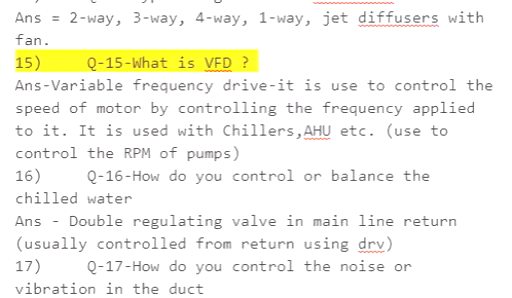 Ans = 2-way, 3-way, 4-way, 1-way, jet diffusers with
fan.
15) Q-15-What is VFD ?
Ans-Variable frequency drive-it is use to control the
speed of motor by controlling the frequency applied
to it. It is used with Chillers,AHU etc. (use to
control the RPM of pumps)
16) Q-16-How do you control or balance the
chilled water
Ans - Double regulating valve in main line return
(usually controlled from return using drv)
17) Q-17-How do you control the noise or
vibration in the duct